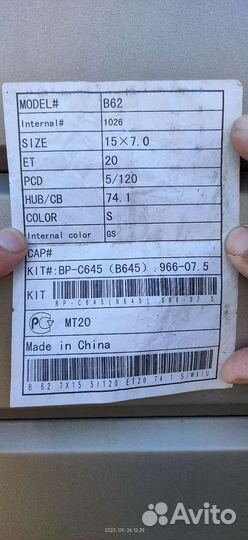 MODEL# B62
Internal# 1026
SIZE 15×7.0
ET 20
PCD 5/120
HUB/CB 74.1
COLOR S
Internal color GS
CAP#
KIT#:BP-C645 (B645) .966-07.5
KIT
BP-C645(B645).966-07.5
MT20
Made in China
B 62 7X15 5/120 ET20 74.1 S/WX/U
2023/09/26 12:39
Avito